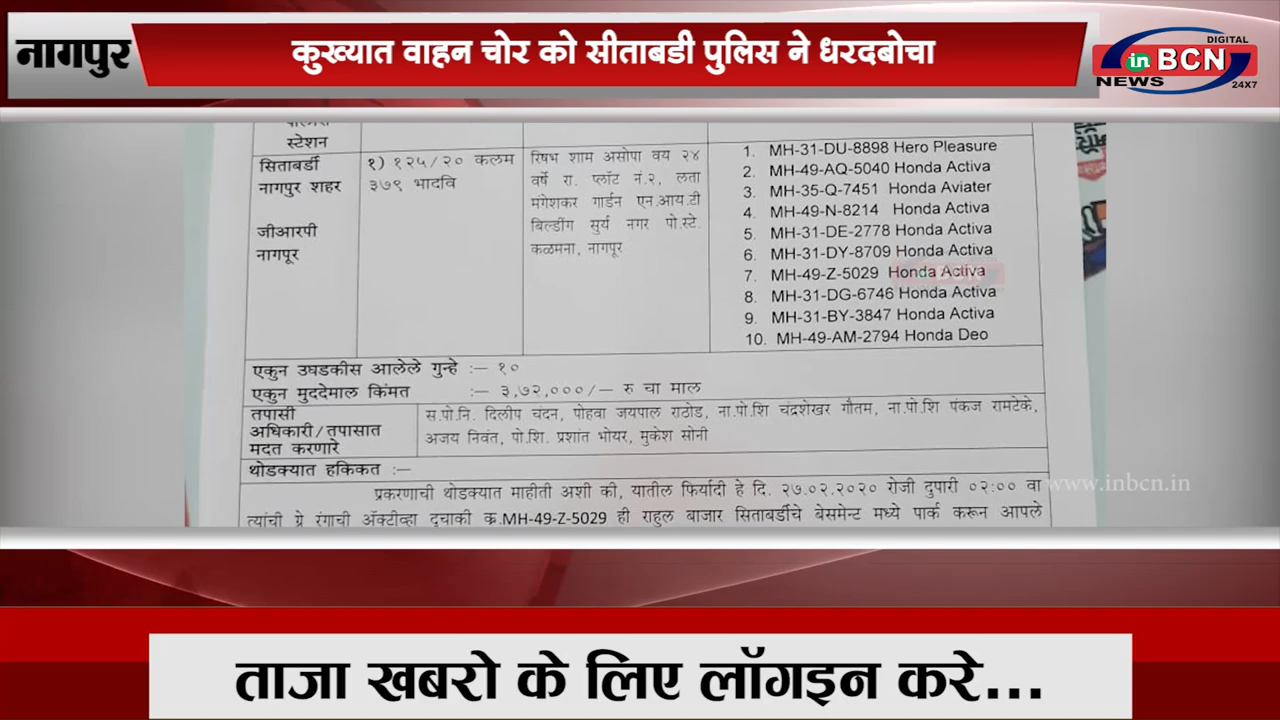 नागपुर
कुख्यात वाहन चोर को सीताबडी पुलिस ने धरदबोचा
DIGITAL
in BCN
NEWS
24X7
स्टेशन
सिताबर्डी
नागपुर शहर
जीआरपी
नागपूर
१) १२५/२० कलम
३७९ भादवि
रिषभ शाम असोपा वय २४
वर्षे रा. प्लॉट नं.२, लता
मंगेशकर गार्डन एन.आय.टी
बिल्डींग सुर्य नगर पो.स्टे.
कळमना, नागपूर
1. MH-31-DU-8898 Hero Pleasure
2. MH-49-AQ-5040 Honda Activa
3. MH-35-Q-7451 Honda Aviater
4. MH-49-N-8214 Honda Activa
5. MH-31-DE-2778 Honda Activa
6. MH-31-DY-8709 Honda Activa
7. MH-49-Z-5029 Honda Activa
8. MH-31-DG-6746 Honda Activa
9. MH-31-BY-3847 Honda Activa
10. MH-49-AM-2794 Honda Deo
एकुन उघडकीस आलेले गुन्हे :— १०
एकुन मुददेमाल किंमत :— ३,७२,०००/— रु चा माल
तपासी
अधिकारी/तपासात
मदत करणारे
स.पो.नि. दिलीप चंदन, पोहवा जयपाल राठोड, ना.पो.शि चंद्रशेखर गौतम, ना.पो.शि पंकज रामटेके,
अजय निवंत, पो.शि. प्रशांत भोयर, मुकेश सोनी
थोडक्यात हकिकत :—
प्रकरणाची थोडक्यात माहीती अशी की, यातील फिर्यादी हे दि. २७.०२.२०२० रोजी दुपारी ०२:०० वा
त्यांची ग्रे रंगाची ॲक्टीव्हा दुचाकी क्र.MH-49-Z-5029 ही राहुल बाजार सिताबर्डीचे बेसमेन्ट मध्ये पार्क करून आपले
www.inbcn.in
ताजा खबरो के लिए लॉगइन करे...